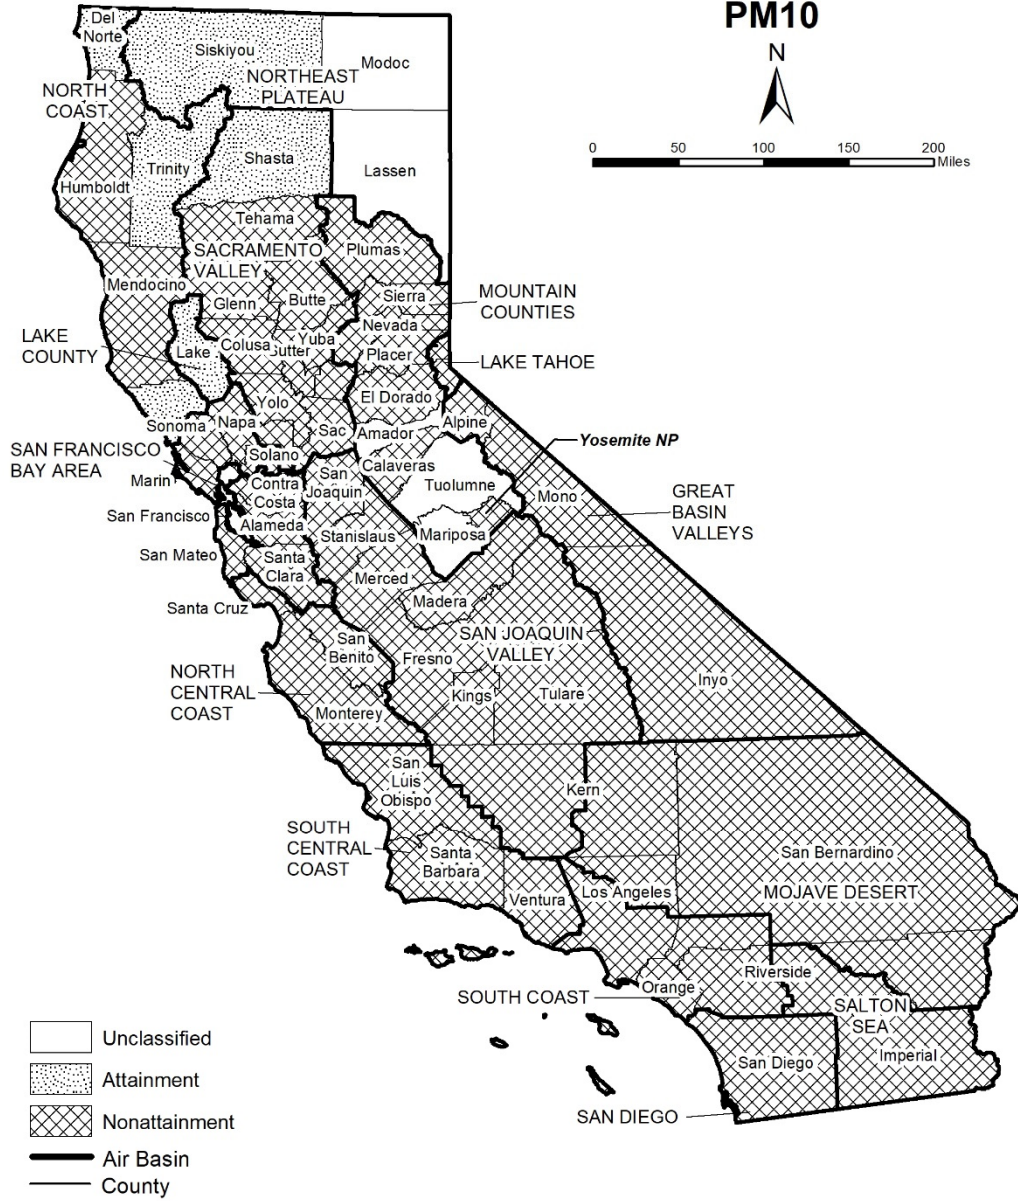 PM10
N
0 50 100 150 200
Miles
Del
Norte
Siskiyou
Modoc
NORTHEAST
PLATEAU
NORTH
COAST
Shasta
Trinity
Lassen
Humboldt
Tehama
SACRAMENTO
VALLEY
Plumas
Mendocino
Glenn
Butte
Sierra
MOUNTAIN
COUNTIES
Nevada
LAKE
COUNTY
Lake
Colusa
Yuba
Placer
LAKE TAHOE
El Dorado
Yolo
Sonoma
Napa
Sac
Amador
Alpine
Yosemite NP
SAN FRANCISCO
BAY AREA
Solano
Marin
Calaveras
Tuolumne
Contra
Costa
San
Joaquin
Mono
GREAT
BASIN
VALLEYS
San Francisco
Alameda
Stanislaus
Mariposa
San Mateo
Santa
Clara
Merced
Santa Cruz
Madera
SAN JOAQUIN
VALLEY
San
Benito
Fresno
NORTH
CENTRAL
COAST
Kings
Tulare
Inyo
Monterey
San
Luis
Obispo
Kern
SOUTH
CENTRAL
COAST
Santa
Barbara
San Bernardino
Ventura
Los Angeles
MOJAVE DESERT
Riverside
Orange
SOUTH COAST
SALTON
SEA
San Diego
Imperial
SAN DIEGO
Unclassified
Attainment
Nonattainment
Air Basin
County